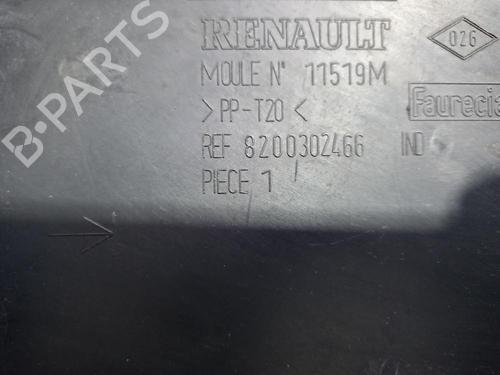 RENAULT
026
MOULE N° 11519M
>PP-T20<
Faurecia
REF 8200302466 IND
PIECE 1
B-PARTS